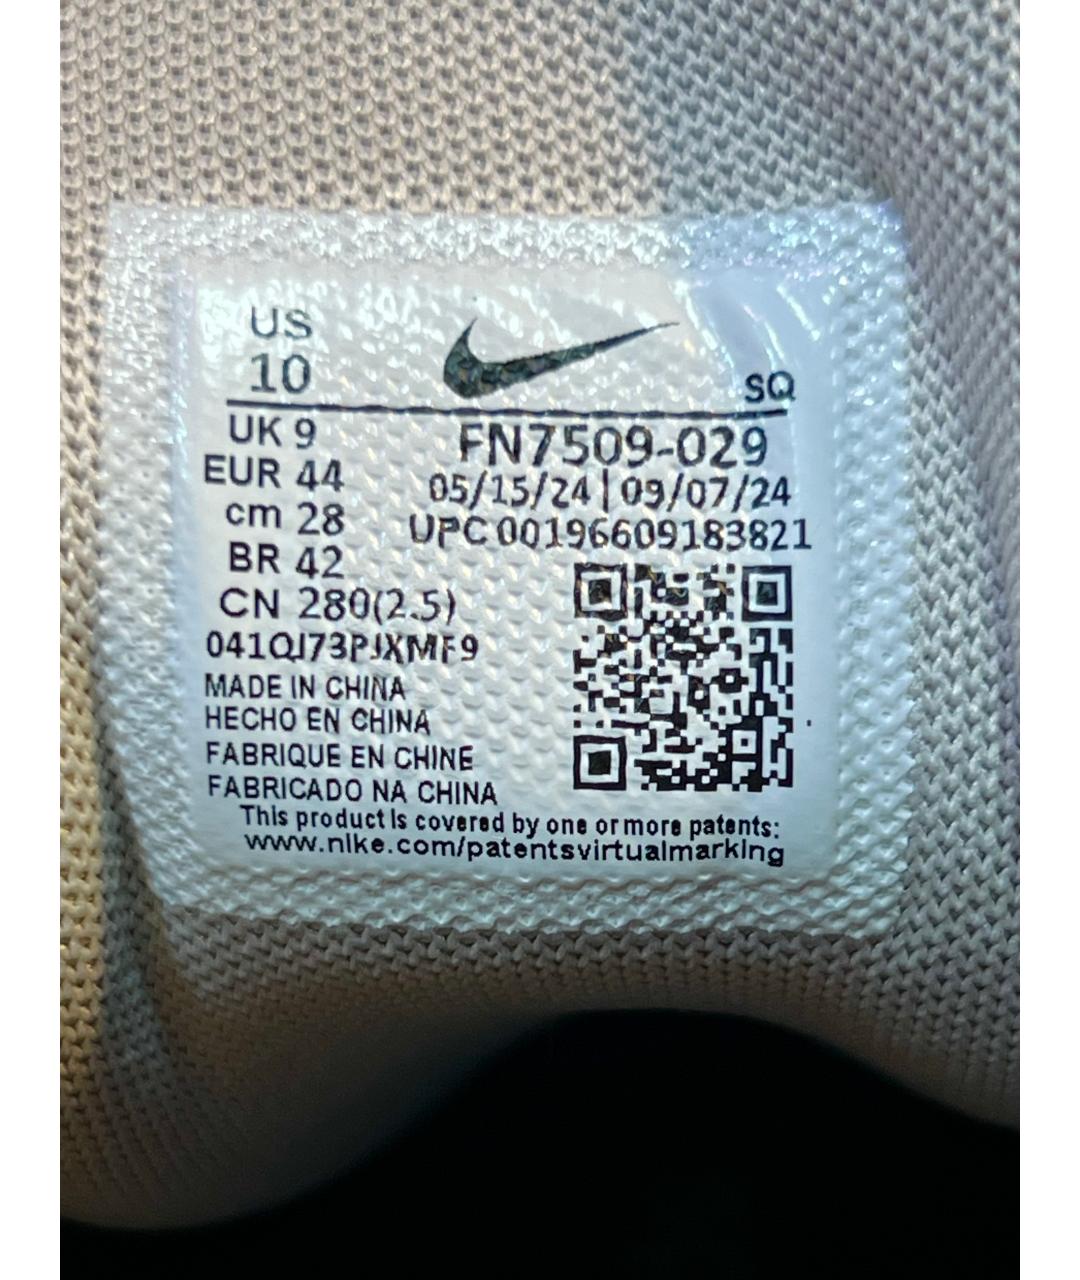 US
10
SQ
UK 9
EUR 44
cm 28
BR 42
CN 280(2.5)
FN7509-029
05/15/24 | 09/07/24
UPC 00196609183821
041QJ73PJXMF9
MADE IN CHINA
HECHO EN CHINA
FABRIQUE EN CHINE
FABRICADO NA CHINA
This product is covered by one or more patents:
www.nike.com/patentsvirtualmarking